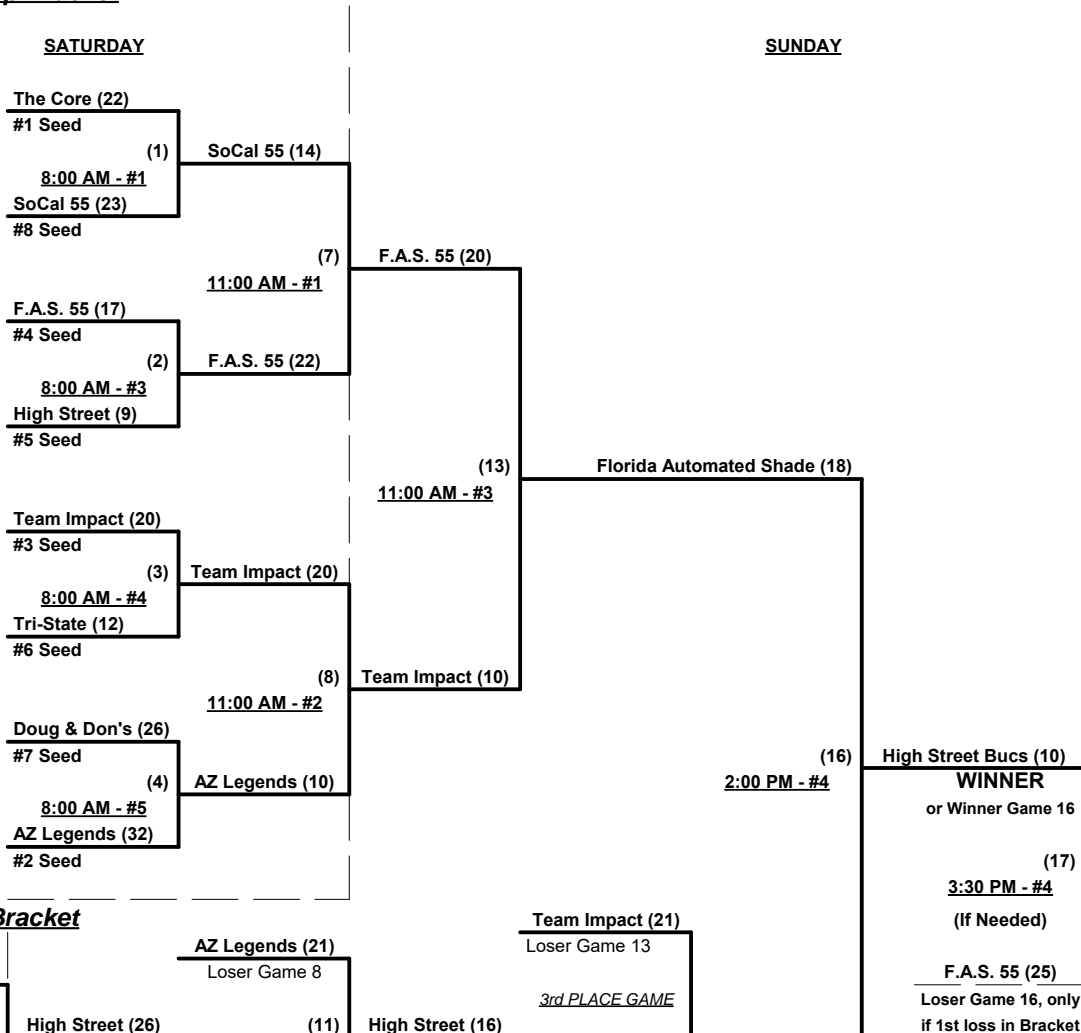 SATURDAY
SUNDAY
The Core (22)
#1 Seed
(1)
SoCal 55 (14)
8:00 AM - #1
SoCal 55 (23)
#8 Seed
(7)
F.A.S. 55 (20)
11:00 AM - #1
F.A.S. 55 (17)
#4 Seed
(2)
F.A.S. 55 (22)
8:00 AM - #3
High Street (9)
#5 Seed
(13)
Florida Automated Shade (18)
11:00 AM - #3
Team Impact (20)
#3 Seed
(3)
Team Impact (20)
8:00 AM - #4
Tri-State (12)
#6 Seed
(8)
Team Impact (10)
11:00 AM - #2
Doug & Don's (26)
#7 Seed
(4)
AZ Legends (10)
8:00 AM - #5
AZ Legends (32)
#2 Seed
(16)
High Street Bucs (10)
2:00 PM - #4
WINNER
or Winner Game 16
(17)
3:30 PM - #4
(If Needed)
F.A.S. 55 (25)
Loser Game 16, only
if 1st loss in Bracket
Bracket
AZ Legends (21)
Loser Game 8
Team Impact (21)
Loser Game 13
3rd PLACE GAME
High Street (26)
(11)
High Street (16)